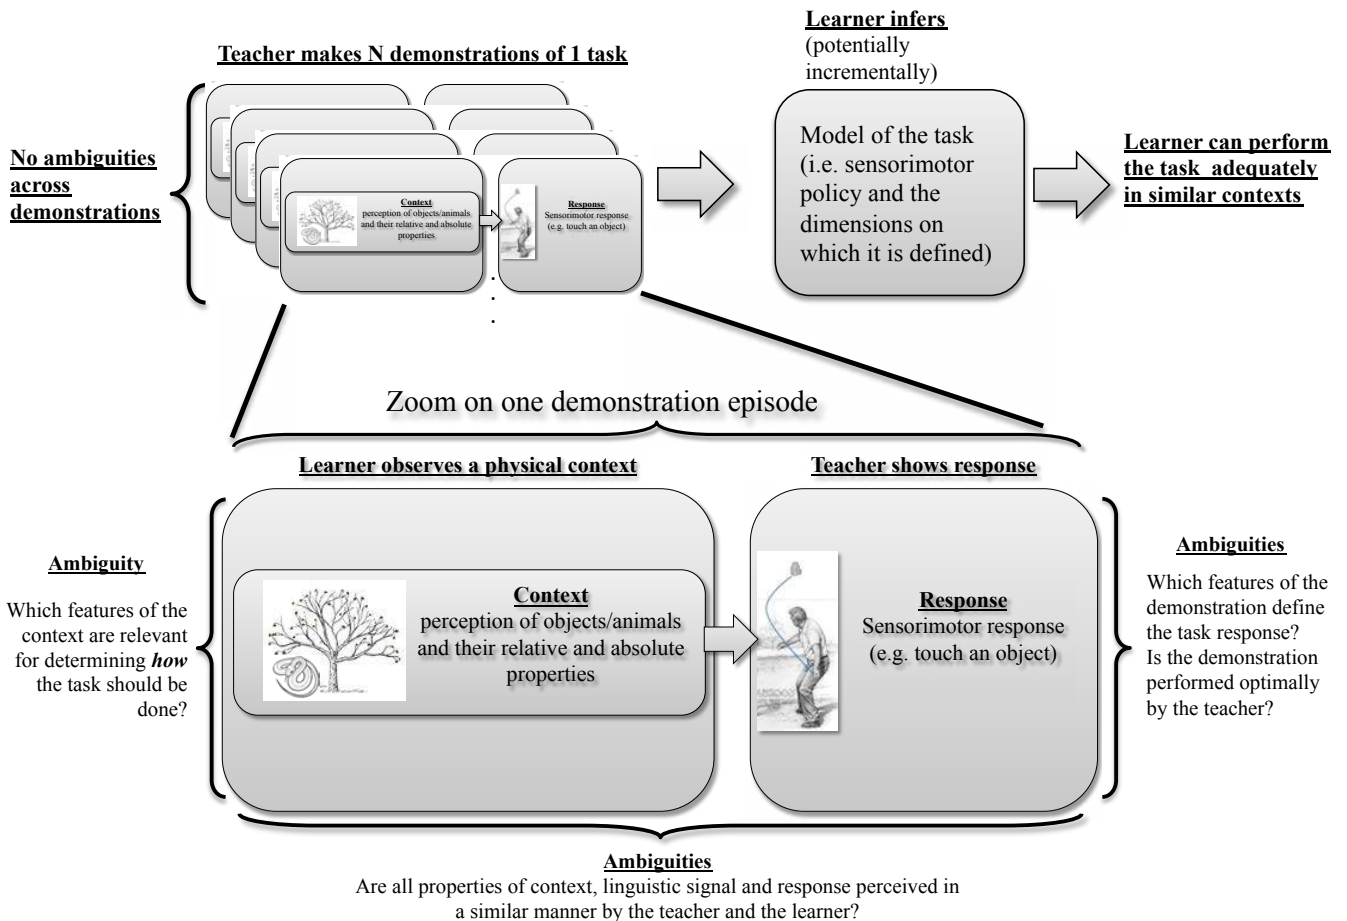 Teacher makes N demonstrations of 1 task
Learner infers
(potentially
incrementally)
No ambiguities
across
demonstrations
Context
perception of objects/animals
and their relative and absolute
properties
Response
Sensorimotor response
(e.g. touch an object)
.
.
.
Model of the task
(i.e. sensorimotor
policy and the
dimensions on
which it is defined)
Learner can perform
the task adequately
in similar contexts
Zoom on one demonstration episode
Learner observes a physical context
Teacher shows response
Ambiguity
Which features of the
context are relevant
for determining how
the task should be
done?
Context
perception of objects/animals
and their relative and absolute
properties
Response
Sensorimotor response
(e.g. touch an object)
Ambiguities
Which features of the
demonstration define
the task response?
Is the demonstration
performed optimally
by the teacher?
Ambiguities
Are all properties of context, linguistic signal and response perceived in
a similar manner by the teacher and the learner?